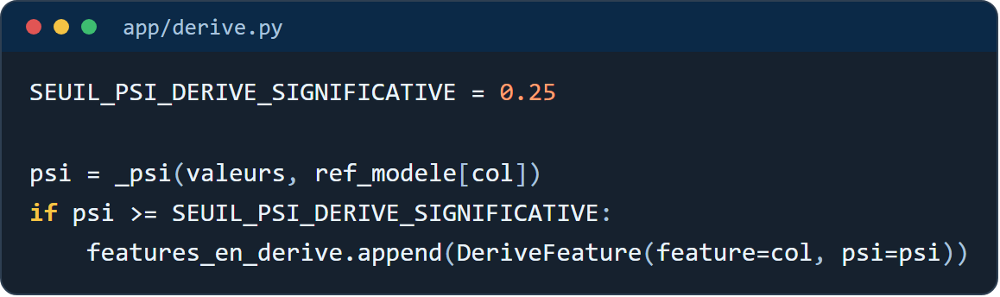 app/derive.py
SEUIL_PSI_DERIVE_SIGNIFICATIVE = 0.25
psi = _psi(valeurs, ref_modele[col])
if psi >= SEUIL_PSI_DERIVE_SIGNIFICATIVE:
    features_en_derive.append(DeriveFeature(feature=col, psi=psi))